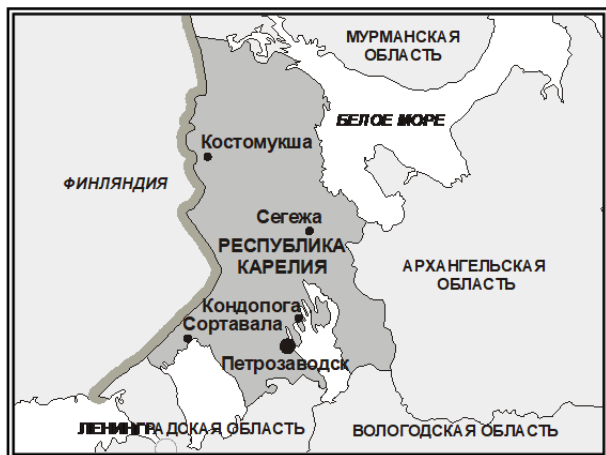 МУРМАНСКАЯ
ОБЛАСТЬ
БЕЛОЕ МОРЕ
Костомукша
ФИНЛЯНДИЯ
Сегежа
РЕСПУБЛИКА
КАРЕЛИЯ
АРХАНГЕЛЬСКАЯ
ОБЛАСТЬ
Кондопога
Сортавала
Петрозаводск
ЛЕНИНГРАДСКАЯ ОБЛАСТЬ
ВОЛОГОДСКАЯ ОБЛАСТЬ